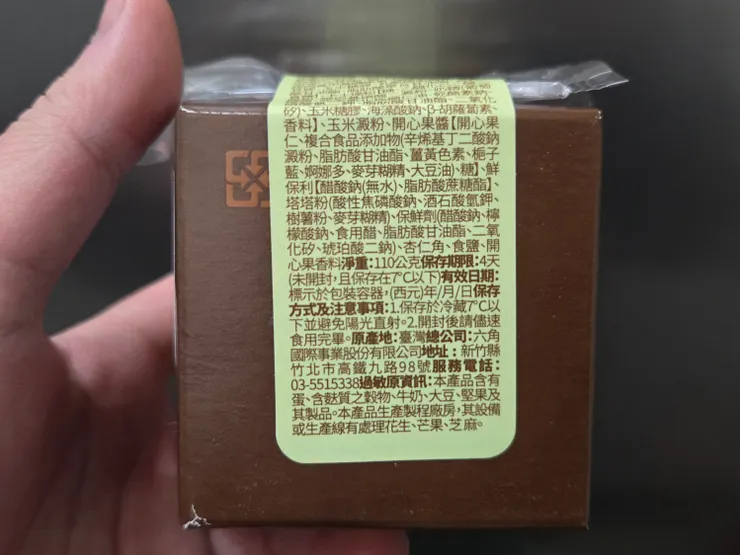 矽)、玉米糖膠、海藻酸鈉、β-胡蘿蔔素、
香料】、玉米澱粉、開心果醬【開心果
仁、複合食品添加物(辛烯基丁二酸鈉
澱粉、脂肪酸甘油酯、薑黃色素、梔子
藍、婀娜多、麥芽糊精、大豆油)、糖】、鮮
保利【醋酸鈉(無水)、脂肪酸蔗糖酯】、
塔塔粉(酸性焦磷酸鈉、酒石酸氫鉀、
樹薯粉、麥芽糊精)、保鮮劑(醋酸鈉、檸
檬酸鈉、食用醋、脂肪酸甘油酯、二氧
化矽、琥珀酸二鈉)、杏仁角、食鹽、開
心果香料淨重:110公克保存期限:4天
(未開封,且保存在7℃以下)有效日期:
標示於包裝容器,(西元)年/月/日保存
方式及注意事項:1.保存於冷藏7℃以
下並避免陽光直射。2.開封後請儘速
食用完畢。原產地:臺灣總公司:六角
國際事業股份有限公司地址:新竹縣
竹北市高鐵九路98號服務電話:
03-5515338過敏原資訊:本產品含有
蛋、含麩質之穀物、牛奶、大豆、堅果及
其製品。本產品生產製程廠房,其設備
或生產線有處理花生、芒果、芝麻。